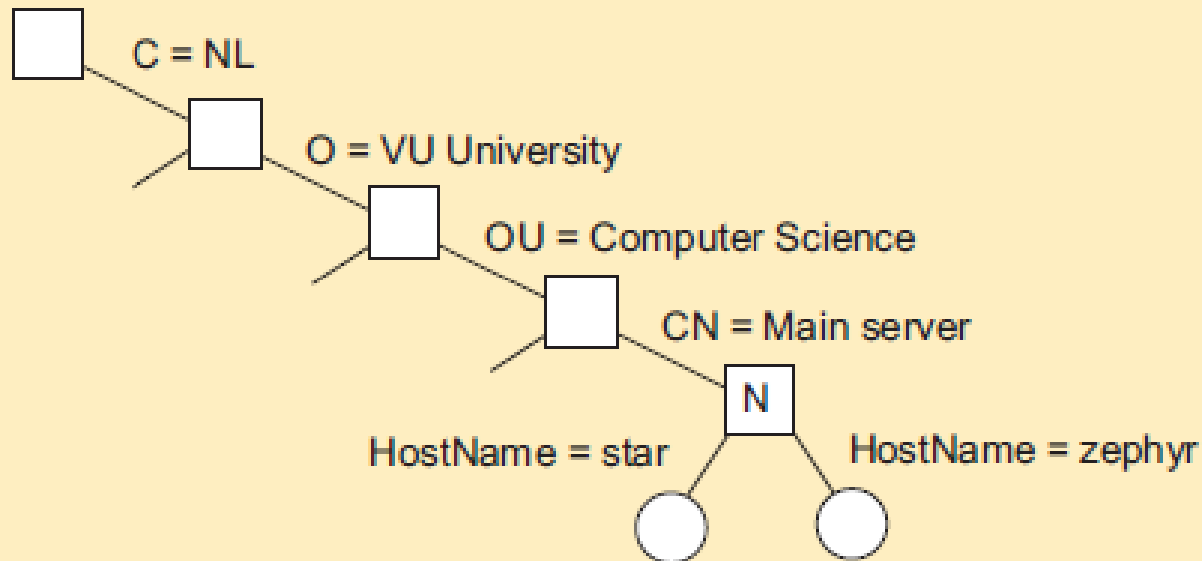 C = NL
O = VU University
OU = Computer Science
CN = Main server
N
HostName = star
HostName = zephyr